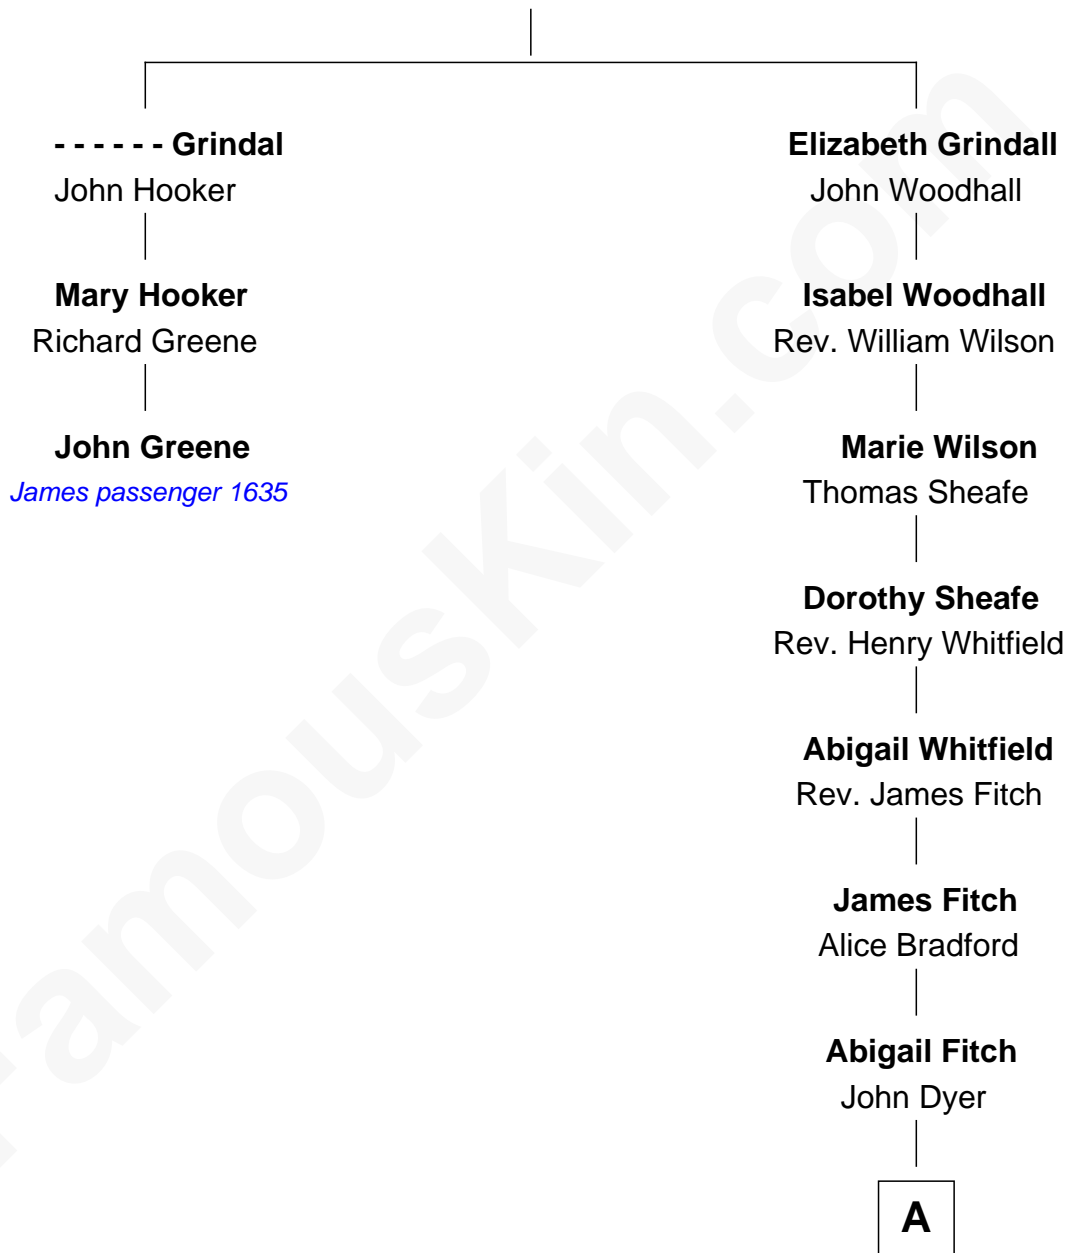 - - - - - - Grindal
John Hooker
Mary Hooker
Richard Greene
John Greene
James passenger 1635
Elizabeth Grindall
John Woodhall
Isabel Woodhall
Rev. William Wilson
Marie Wilson
Thomas Sheafe
Dorothy Sheafe
Rev. Henry Whitfield
Abigail Whitfield
Rev. James Fitch
James Fitch
Alice Bradford
Abigail Fitch
John Dyer
A
FamousKin.com